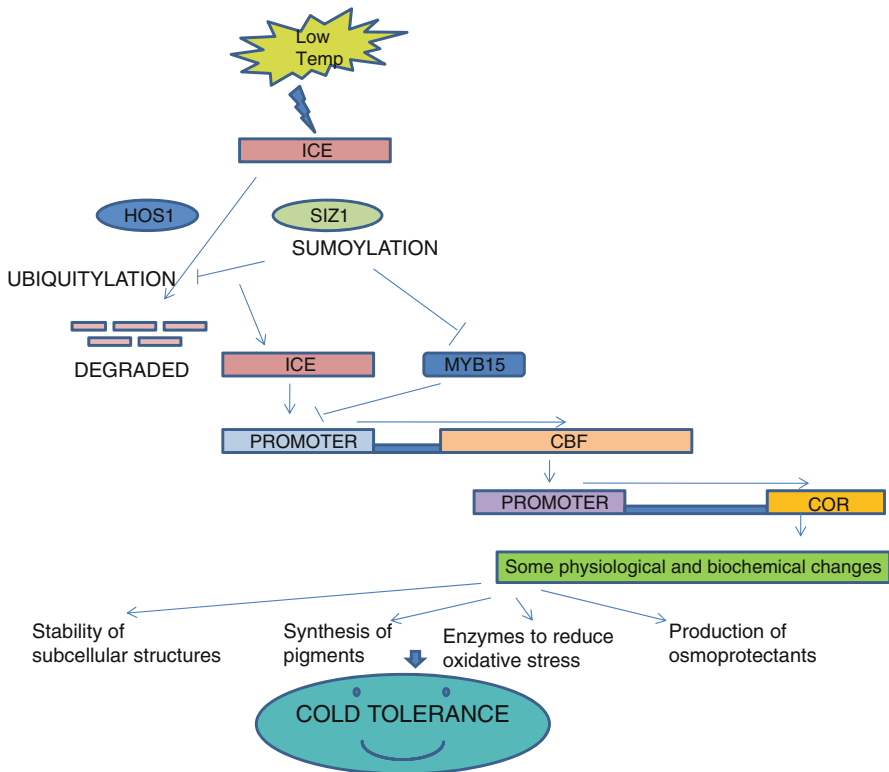 Low
Temp
ICE
HOS1
SIZ1
SUMOYLATION
UBIQUITYLATION
DEGRADED
ICE
MYB15
PROMOTER
CBF
PROMOTER
COR
Some physiological and biochemical changes
Stability of
subcellular structures
Synthesis of
pigments
Enzymes to reduce
oxidative stress
Production of
osmoprotectants
COLD TOLERANCE